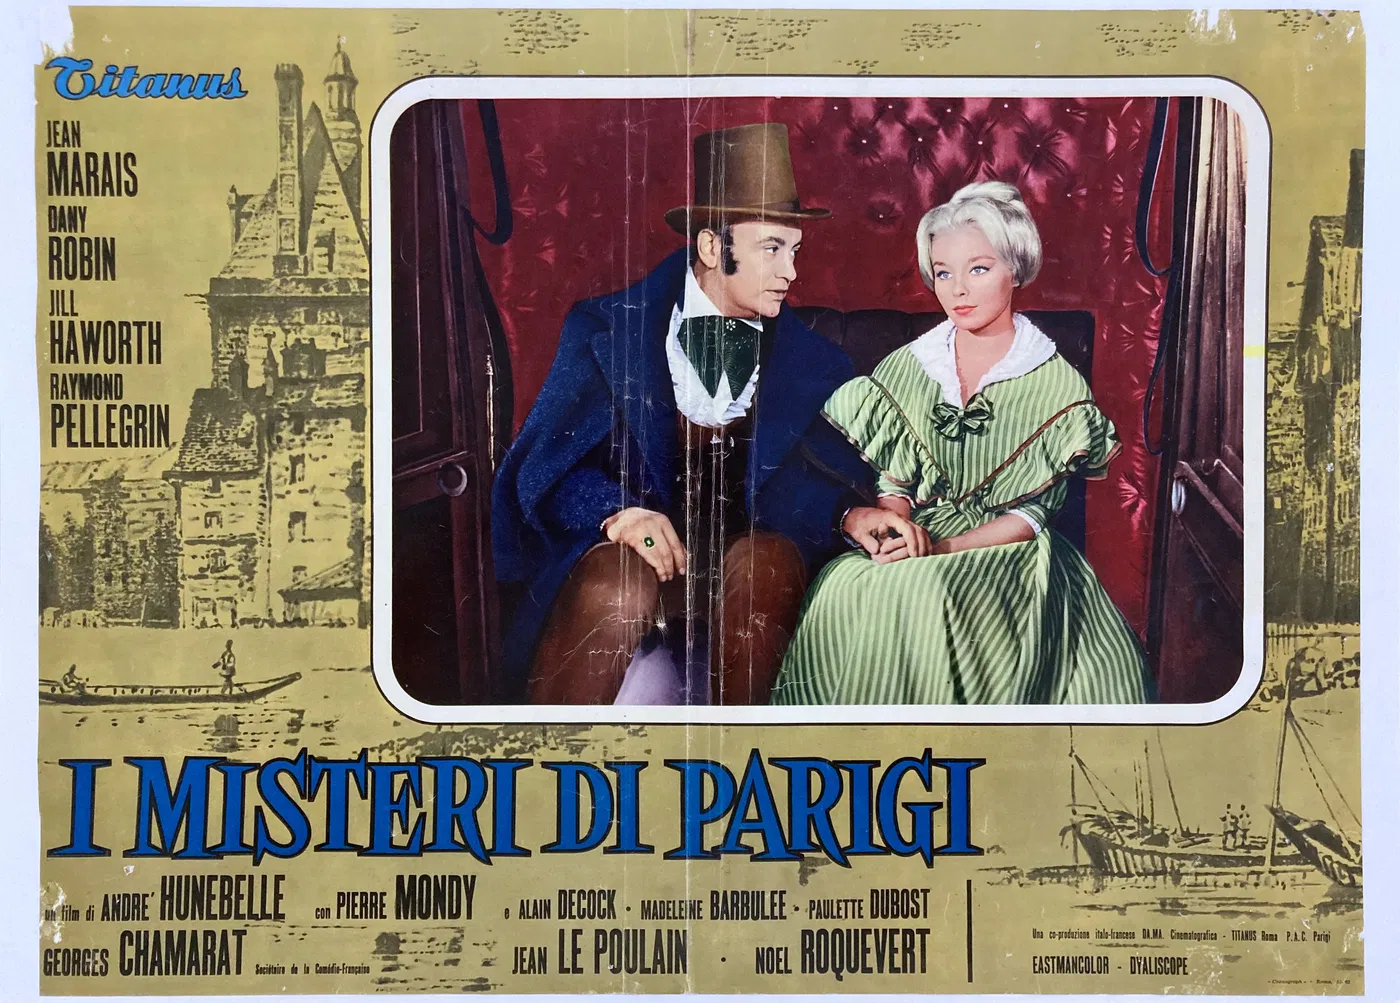 Titanus
JEAN
MARAIS
DANY
ROBIN
JILL
HAWORTH
RAYMOND
PELLEGRIN
I MISTERI DI PARIGI
un film di ANDRÉ HUNEBELLE con PIERRE MONDY e ALAIN DECOCK · MADELEINE BARBULEE · PAULETTE DUBOST
GEORGES CHAMARAT Sociétaire de la Comédie-Française JEAN LE POULAIN · NOEL ROQUEVERT
Una co-produzione italo-francese DA.MA. Cinematografica - TITANUS Roma P.A.C. Parigi
EASTMANCOLOR - DYALISCOPE